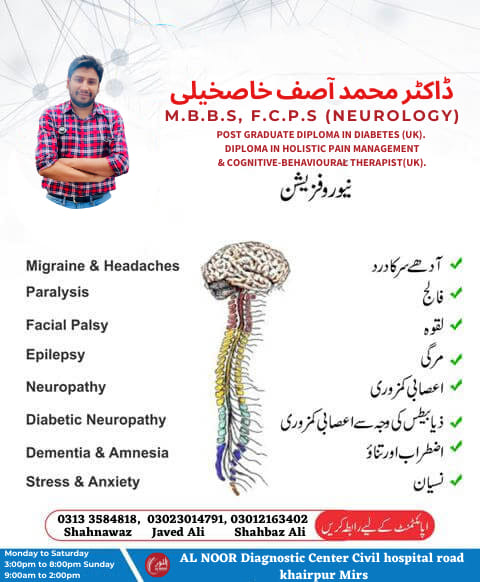 ڈاکٹر محمد آصف خاصخیلی
M.B.B.S, F.C.P.S (NEUROLOGY)
POST GRADUATE DIPLOMA IN DIABETES (UK).
DIPLOMA IN HOLISTIC PAIN MANAGEMENT
& COGNITIVE-BEHAVIOURAL THERAPIST(UK).
نیوروفزیشن
Migraine & Headaches آدھے سر کا درد
Paralysis فالج
Facial Palsy لقوہ
Epilepsy مرگی
Neuropathy اعصابی کمزوری
Diabetic Neuropathy ذیابیطس کی وجہ سے اعصابی کمزوری
Dementia & Amnesia اضطراب اور تناؤ
Stress & Anxiety نسیان
0313 3584818, 03023014791, 03012163402 اپائنمنٹ کے لیے رابطہ کریں
Shahnawaz Javed Ali Shahbaz Ali
Monday to Saturday
3:00pm to 8:00pm Sunday
9:00am to 2:00pm
AL NOOR Diagnostic Center Civil hospital road
khairpur Mirs